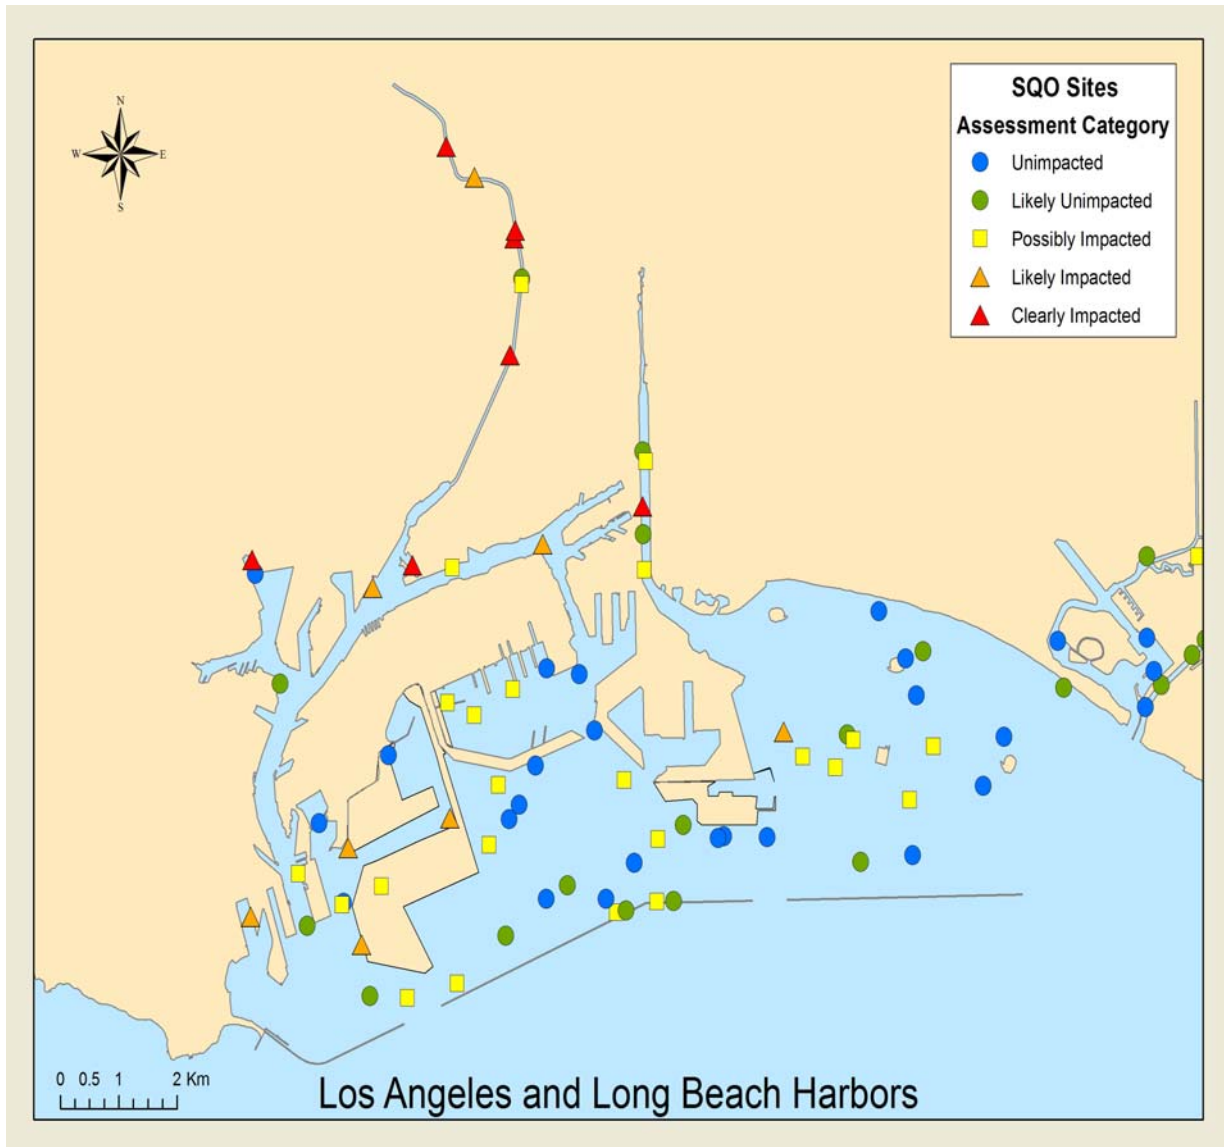 N
W E
S
SQO Sites
Assessment Category
Unimpacted
Likely Unimpacted
Possibly Impacted
Likely Impacted
Clearly Impacted
0 0.5 1 2 Km
Los Angeles and Long Beach Harbors